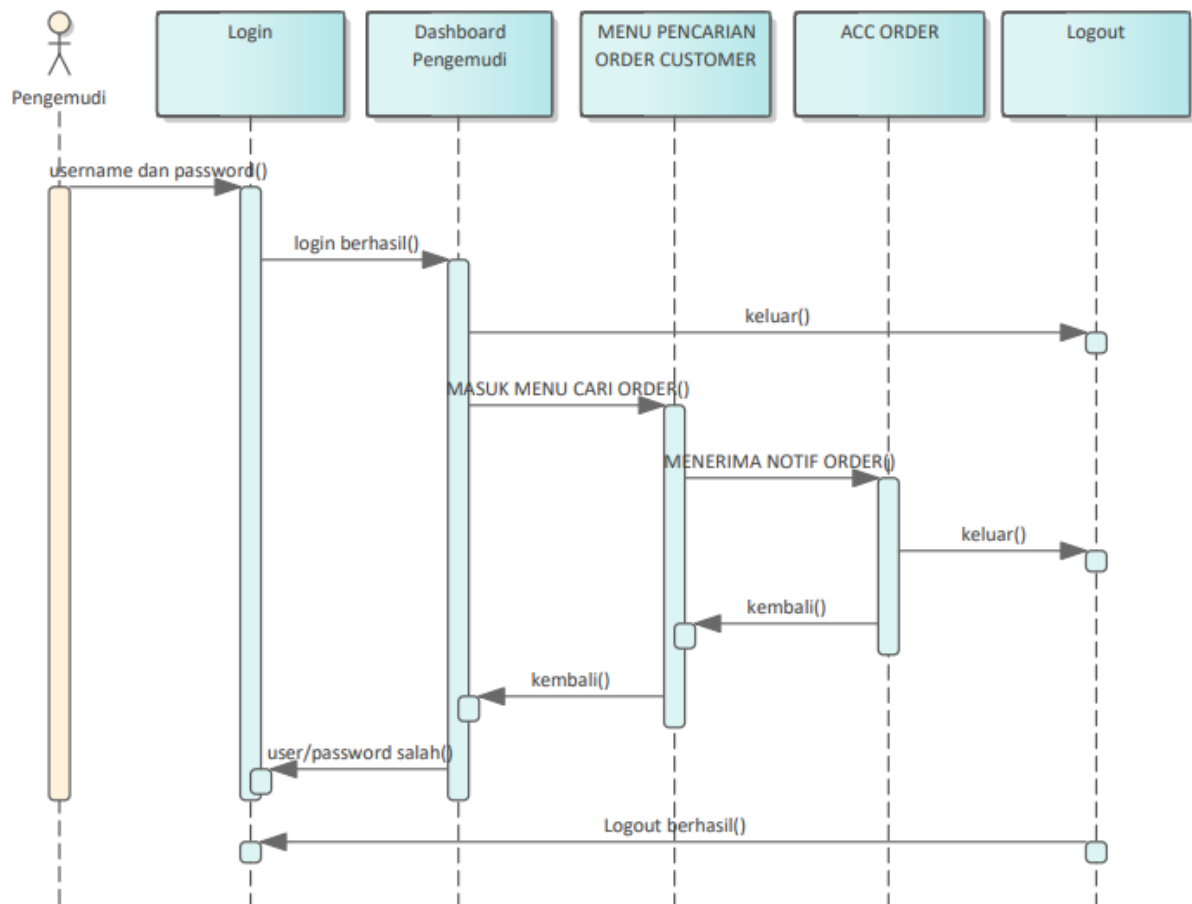 Login
Dashboard
Pengemudi
MENU PENCARIAN
ORDER CUSTOMER
ACC ORDER
Logout
Pengemudi
username dan password()
login berhasil()
keluar()
MASUK MENU CARI ORDER()
MENERIMA NOTIF ORDER()
keluar()
kembali()
kembali()
user/password salah()
Logout berhasil()